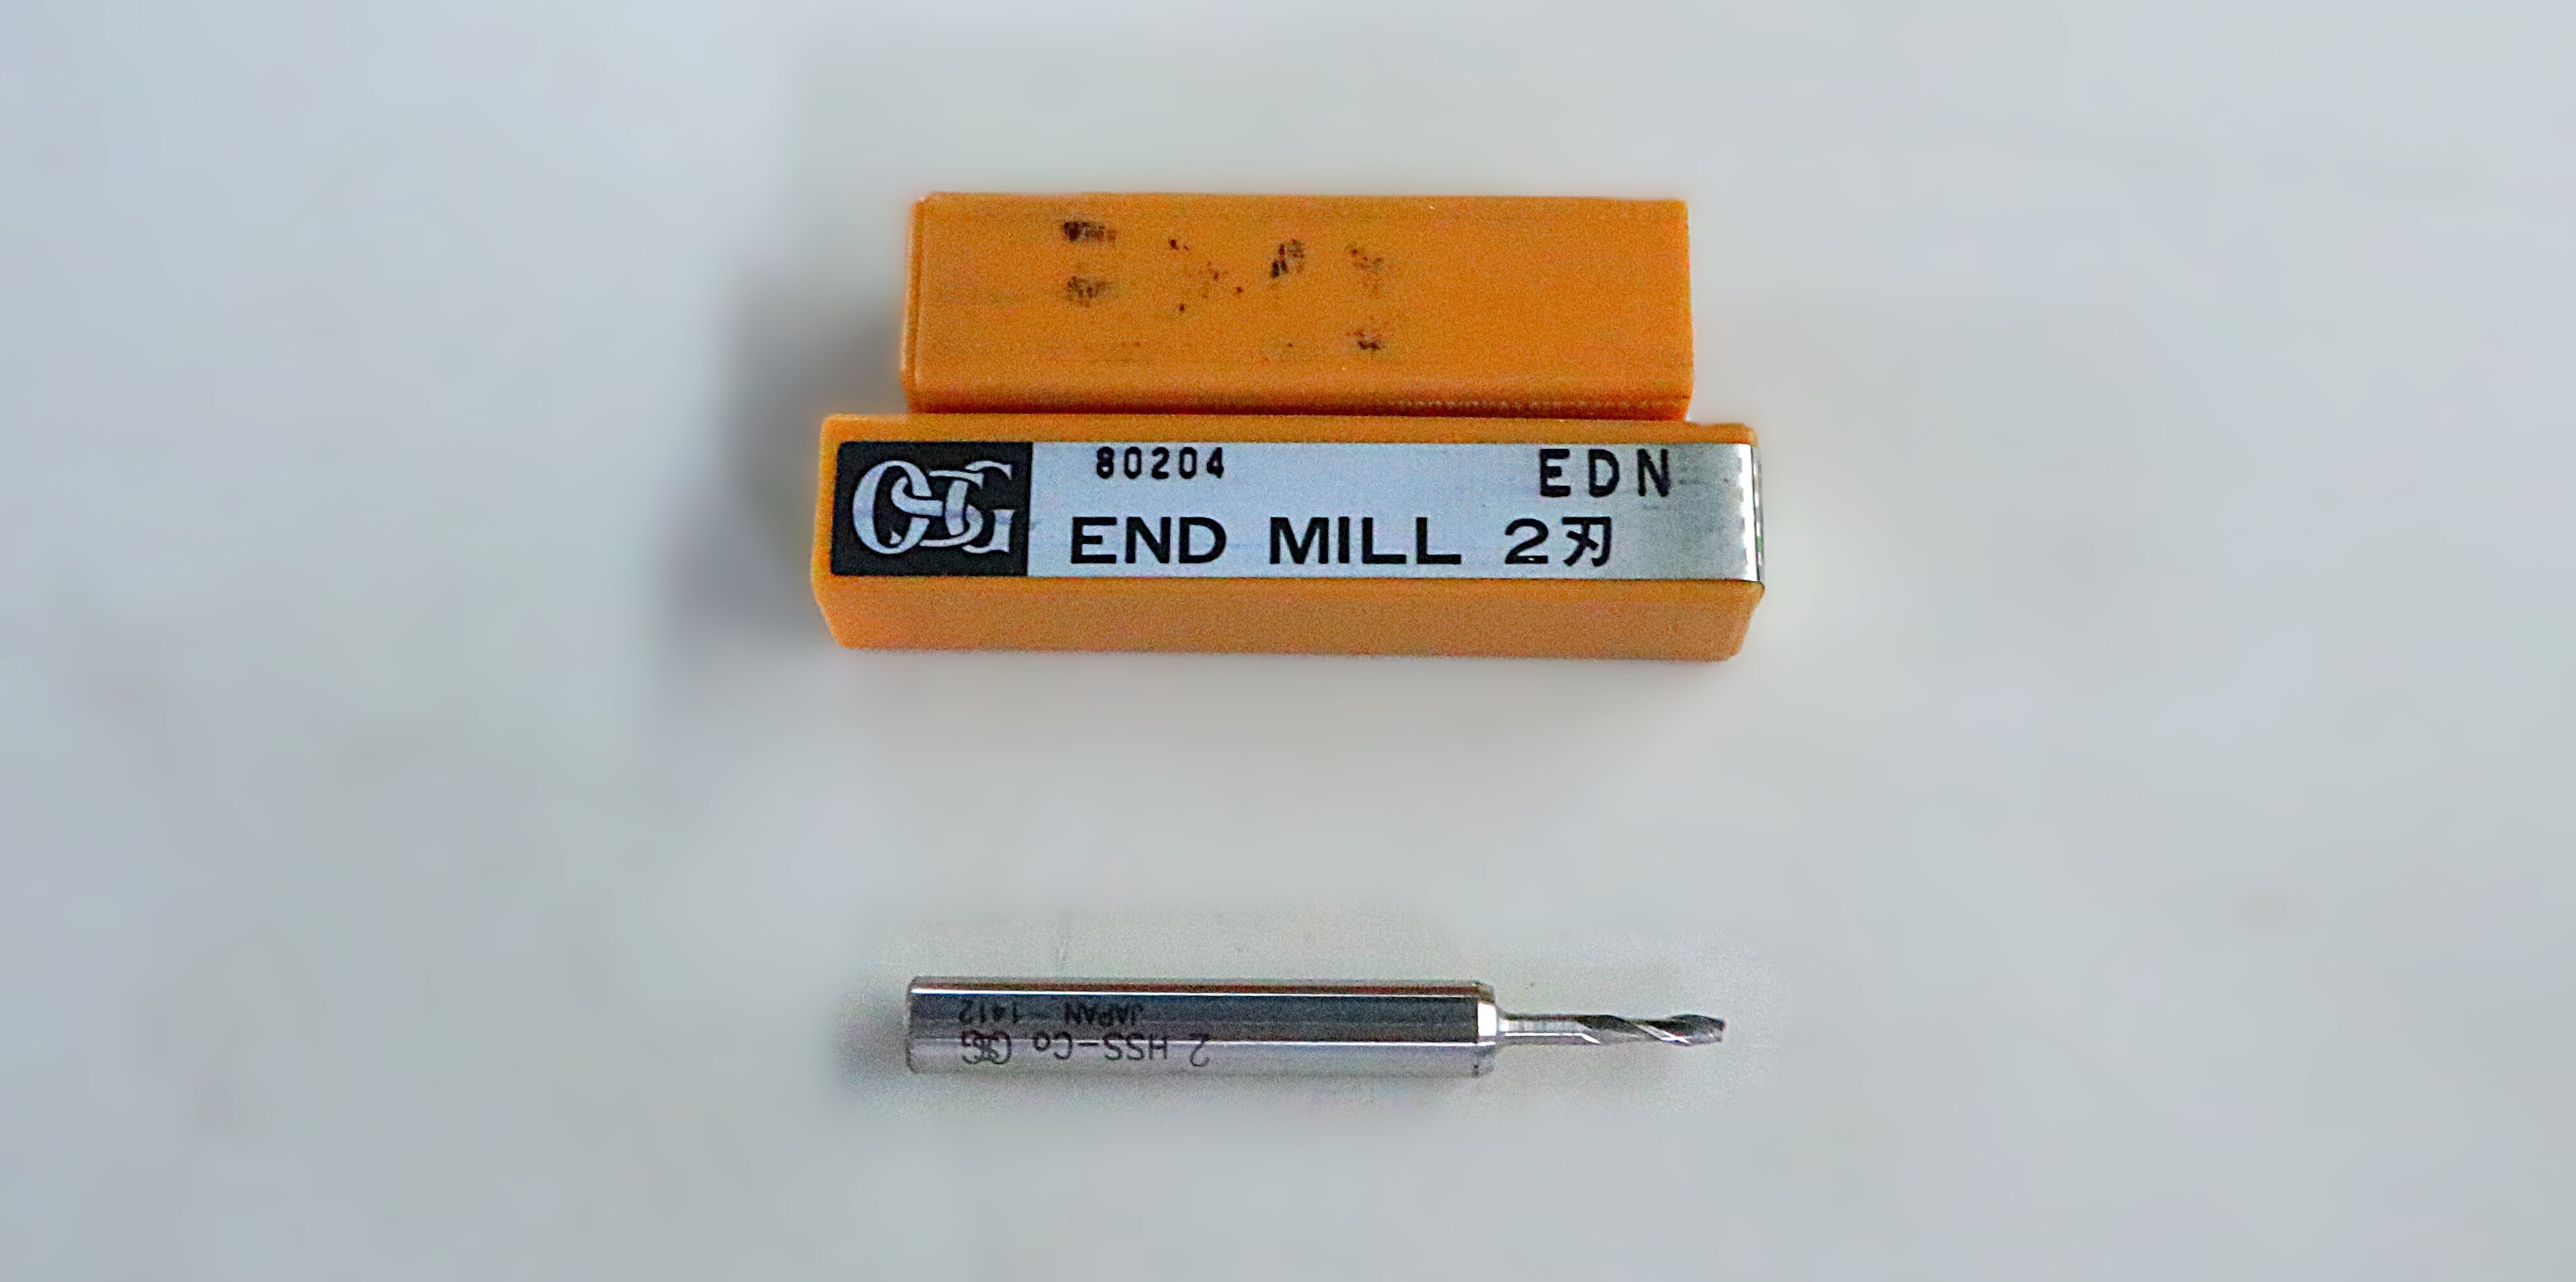 OSG
80204 EDN
END MILL 2刃
2 HSS-Co OSG
JAPAN 1412